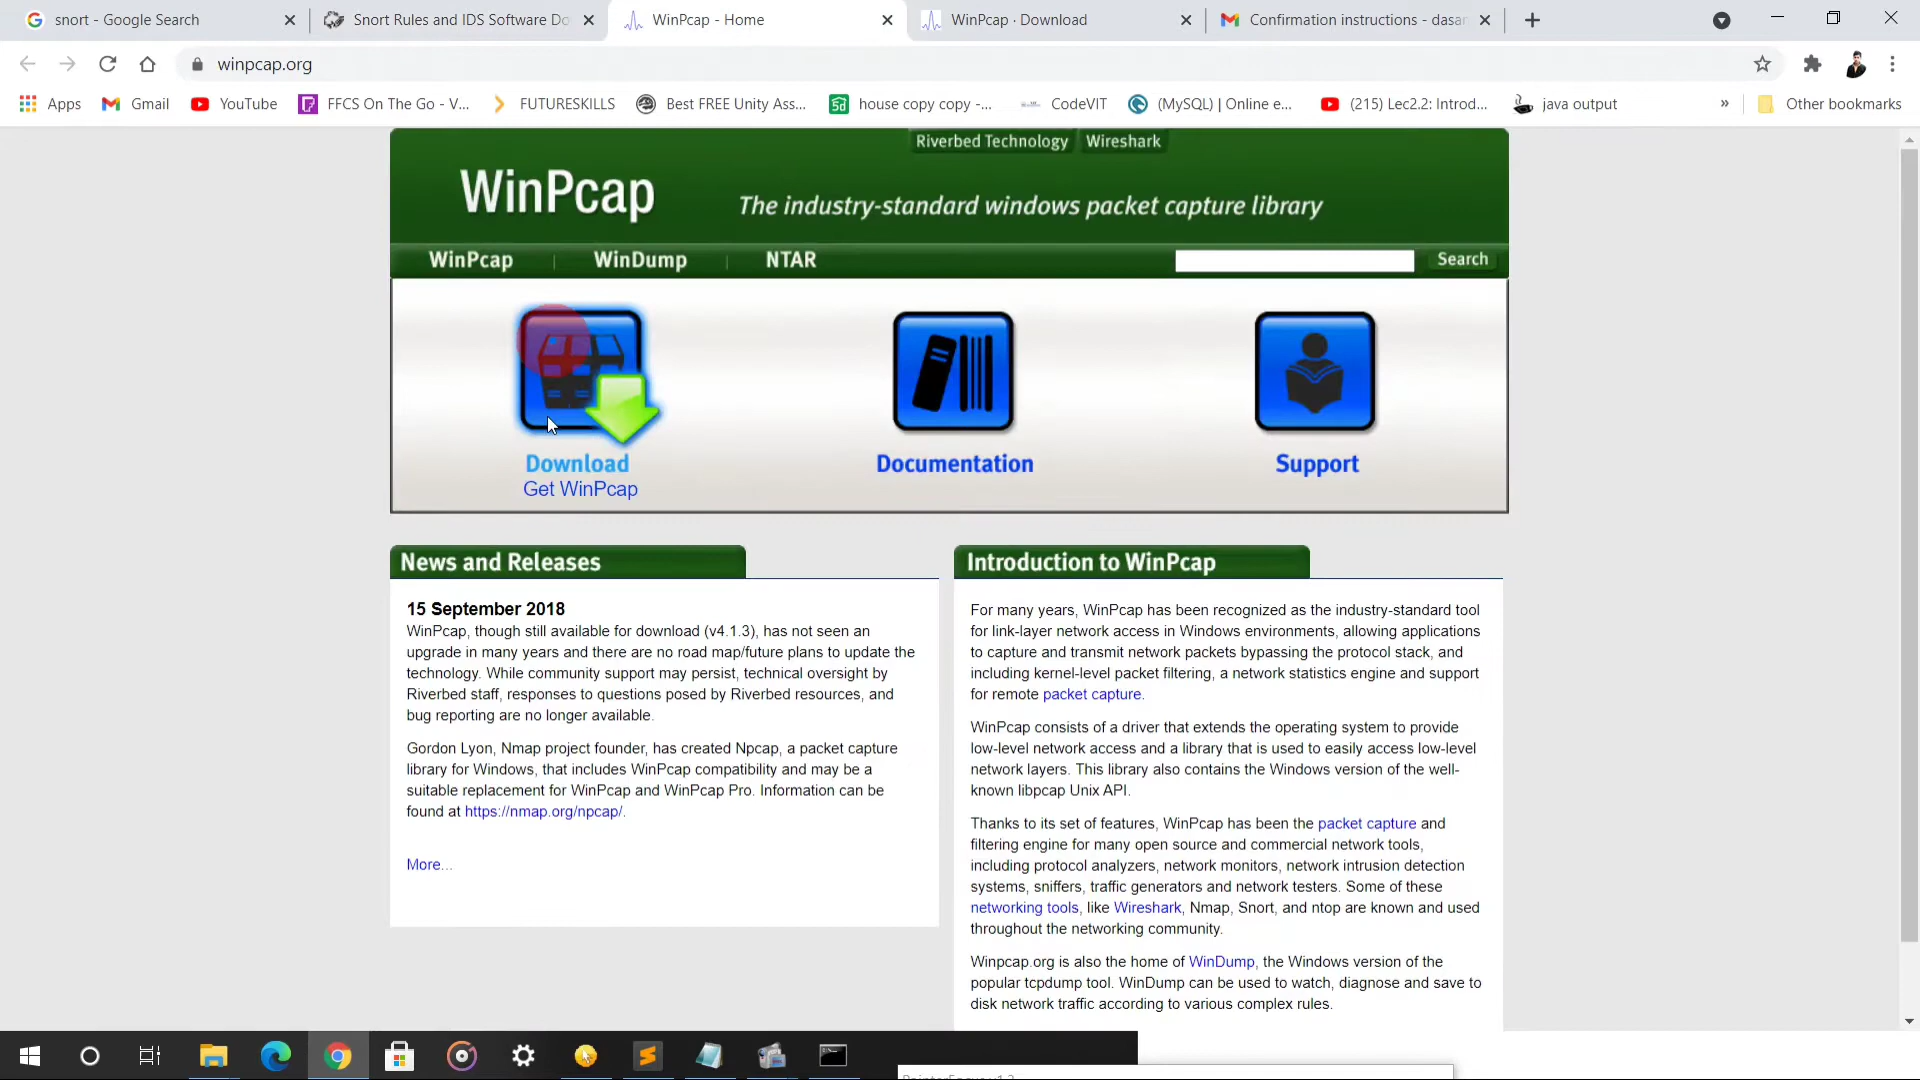 snort - Google Search
Snort Rules and IDS Software Do
WinPcap - Home
WinPcap · Download
Confirmation instructions - dasar
winpcap.org
Apps
Gmail
YouTube
FFCS On The Go - V...
FUTURESKILLS
Best FREE Unity Ass...
house copy copy -...
CodeVIT
(MySQL) | Online e...
(215) Lec2.2: Introd...
java output
»
Other bookmarks
Riverbed Technology
Wireshark
WinPcap
The industry-standard windows packet capture library
WinPcap | WinDump | NTAR
Search
Download
Get WinPcap
Documentation
Support
News and Releases
15 September 2018
WinPcap, though still available for download (v4.1.3), has not seen an
upgrade in many years and there are no road map/future plans to update the
technology. While community support may persist, technical oversight by
Riverbed staff, responses to questions posed by Riverbed resources, and
bug reporting are no longer available.
Gordon Lyon, Nmap project founder, has created Npcap, a packet capture
library for Windows, that includes WinPcap compatibility and may be a
suitable replacement for WinPcap and WinPcap Pro. Information can be
found at https://nmap.org/npcap/.
More...
Introduction to WinPcap
For many years, WinPcap has been recognized as the industry-standard tool
for link-layer network access in Windows environments, allowing applications
to capture and transmit network packets bypassing the protocol stack, and
including kernel-level packet filtering, a network statistics engine and support
for remote packet capture.
WinPcap consists of a driver that extends the operating system to provide
low-level network access and a library that is used to easily access low-level
network layers. This library also contains the Windows version of the well-
known libpcap Unix API.
Thanks to its set of features, WinPcap has been the packet capture and
filtering engine for many open source and commercial network tools,
including protocol analyzers, network monitors, network intrusion detection
systems, sniffers, traffic generators and network testers. Some of these
networking tools, like Wireshark, Nmap, Snort, and ntop are known and used
throughout the networking community.
Winpcap.org is also the home of WinDump, the Windows version of the
popular tcpdump tool. WinDump can be used to watch, diagnose and save to
disk network traffic according to various complex rules.